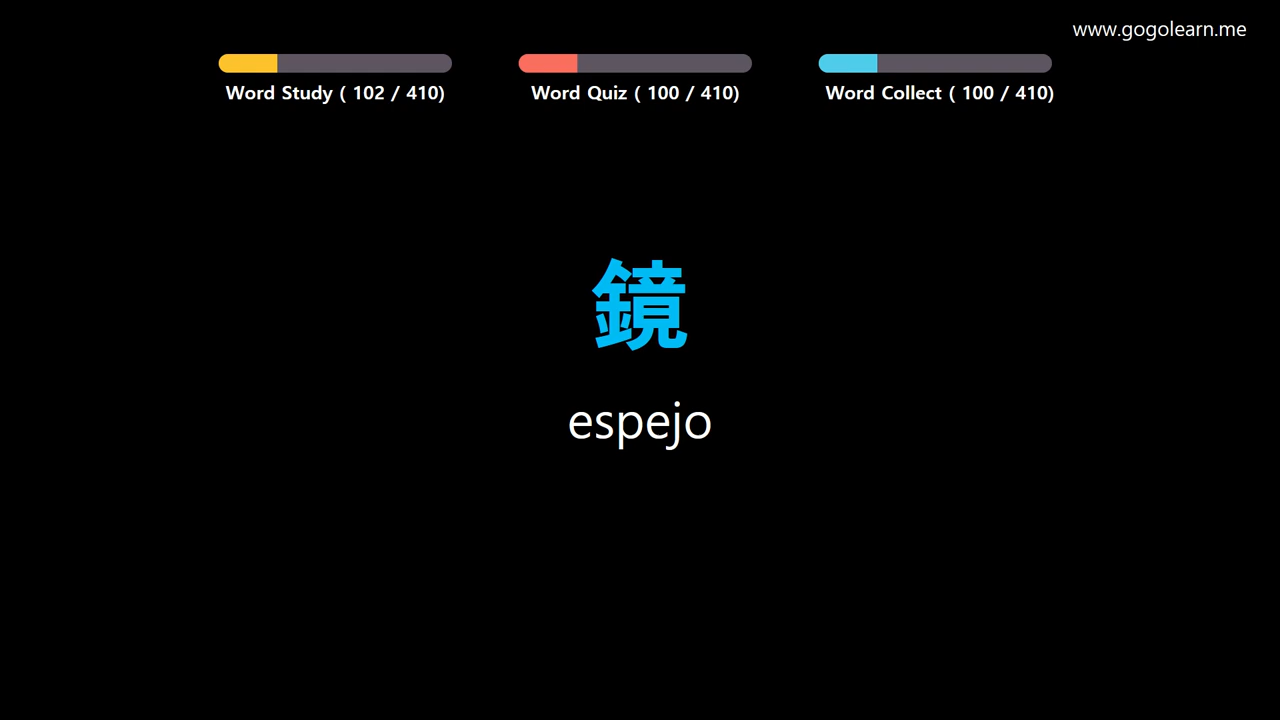 www.gogolearn.me
Word Study ( 102 / 410)
Word Quiz ( 100 / 410)
Word Collect ( 100 / 410)
鏡
espejo